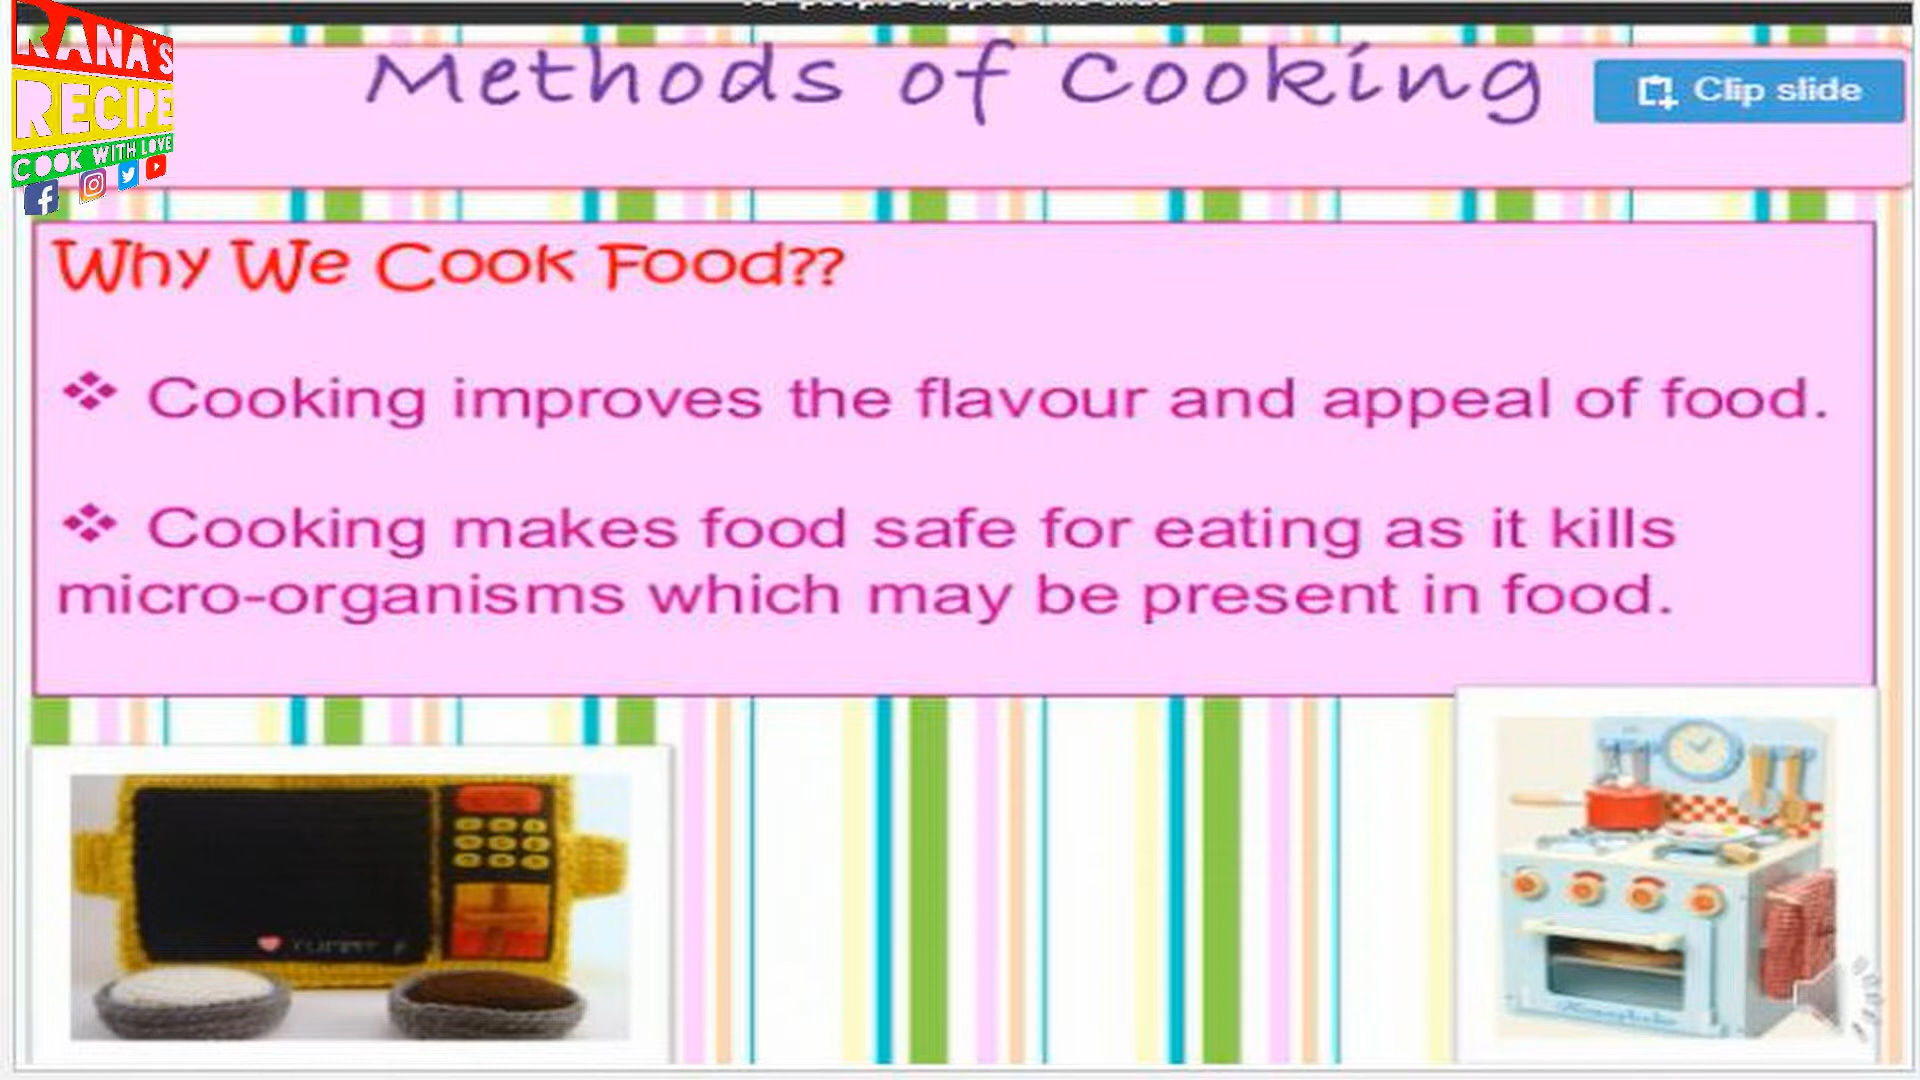 RANA'S
RECIPE
COOK WITH LOVE
Methods of Cooking
Clip slide
Why We Cook Food??
❖ Cooking improves the flavour and appeal of food.
❖ Cooking makes food safe for eating as it kills
micro-organisms which may be present in food.
YUMMY